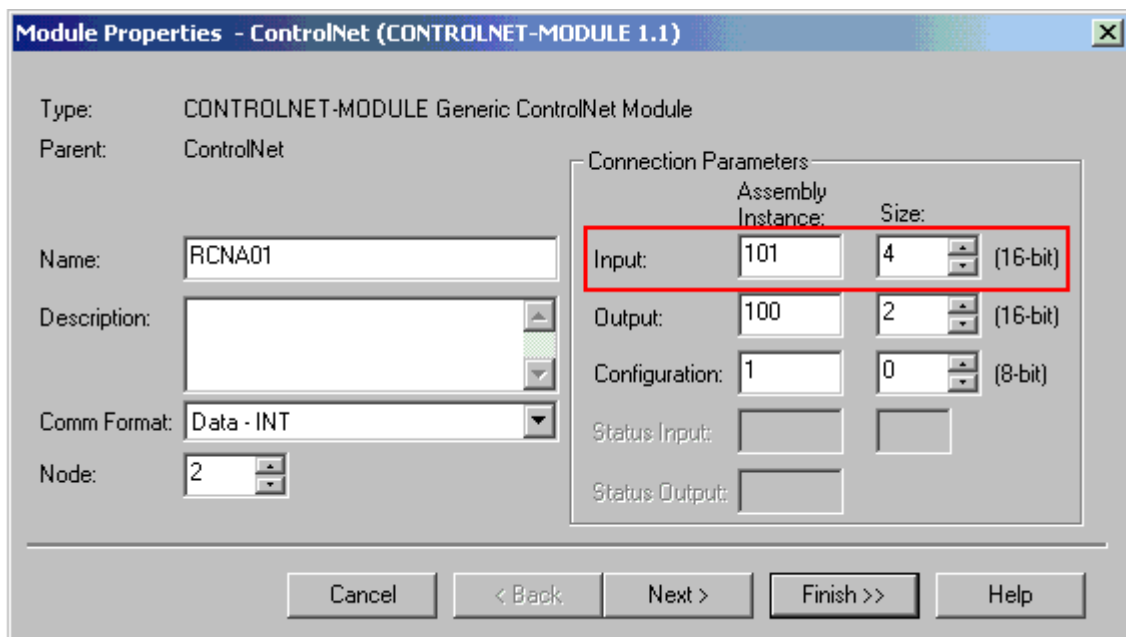 Module Properties - ControlNet (CONTROLNET-MODULE 1.1)
Type: CONTROLNET-MODULE Generic ControlNet Module
Parent: ControlNet
Connection Parameters
Assembly
Instance: Size:
Name: RCNA01
Input: 101 4 (16-bit)
Description:
Output: 100 2 (16-bit)
Configuration: 1 0 (8-bit)
Comm Format: Data - INT
Status Input:
Node: 2
Status Output:
Cancel < Back Next > Finish >> Help